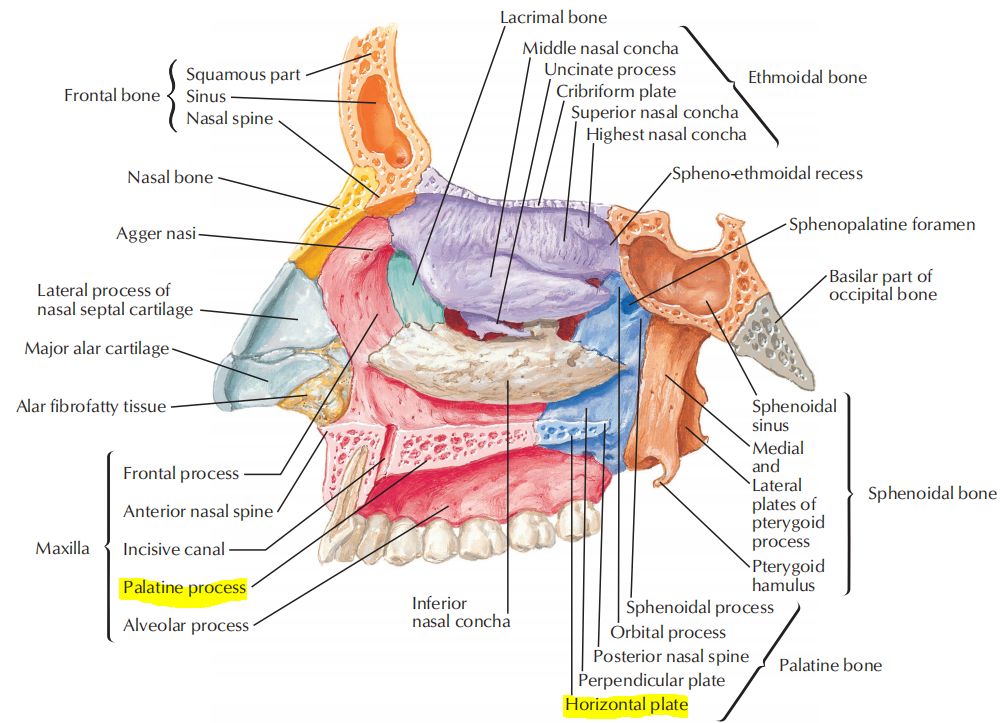 Lacrimal bone
Middle nasal concha
Uncinate process
Cribriform plate
Superior nasal concha
Highest nasal concha
Ethmoidal bone
Frontal bone
Squamous part
Sinus
Nasal spine
Nasal bone
Agger nasi
Lateral process of
nasal septal cartilage
Major alar cartilage
Alar fibrofatty tissue
Spheno-ethmoidal recess
Sphenopalatine foramen
Basilar part of
occipital bone
Maxilla
Frontal process
Anterior nasal spine
Incisive canal
Palatine process
Alveolar process
Inferior
nasal concha
Sphenoidal
sinus
Medial
and
Lateral
plates of
pterygoid
process
Pterygoid
hamulus
Sphenoidal bone
Sphenoidal process
Orbital process
Posterior nasal spine
Perpendicular plate
Horizontal plate
Palatine bone